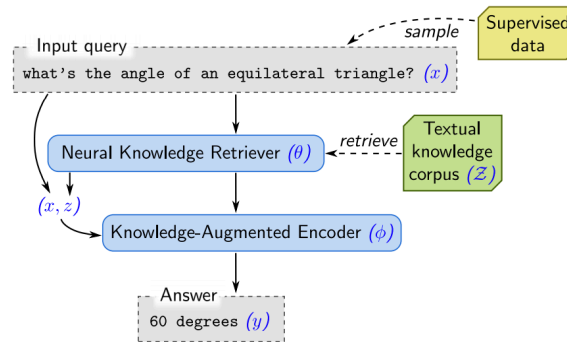 Supervised
data
sample
Input query
what's the angle of an equilateral triangle? (x)
Neural Knowledge Retriever (θ)
retrieve
Textual
knowledge
corpus (𝒵)
(x, z)
Knowledge-Augmented Encoder (ϕ)
Answer
60 degrees (y)